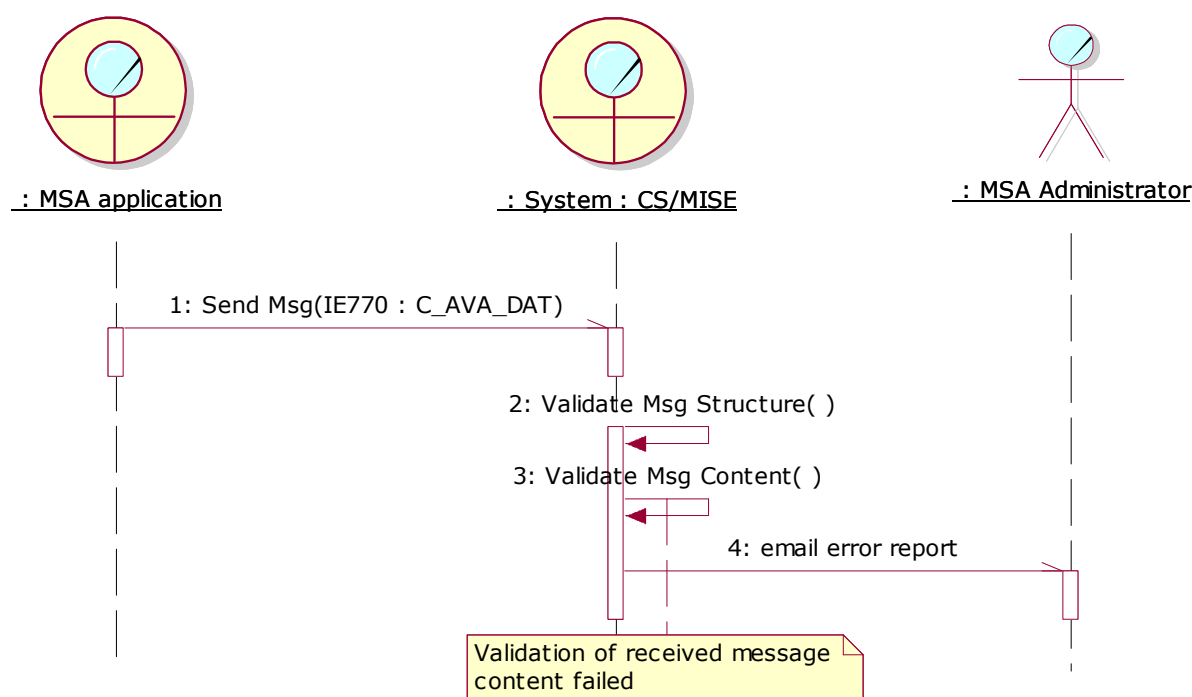 : MSA application
: System : CS/MISE
: MSA Administrator
1: Send Msg(IE770 : C_AVA_DAT)
2: Validate Msg Structure( )
3: Validate Msg Content( )
4: email error report
Validation of received message
content failed